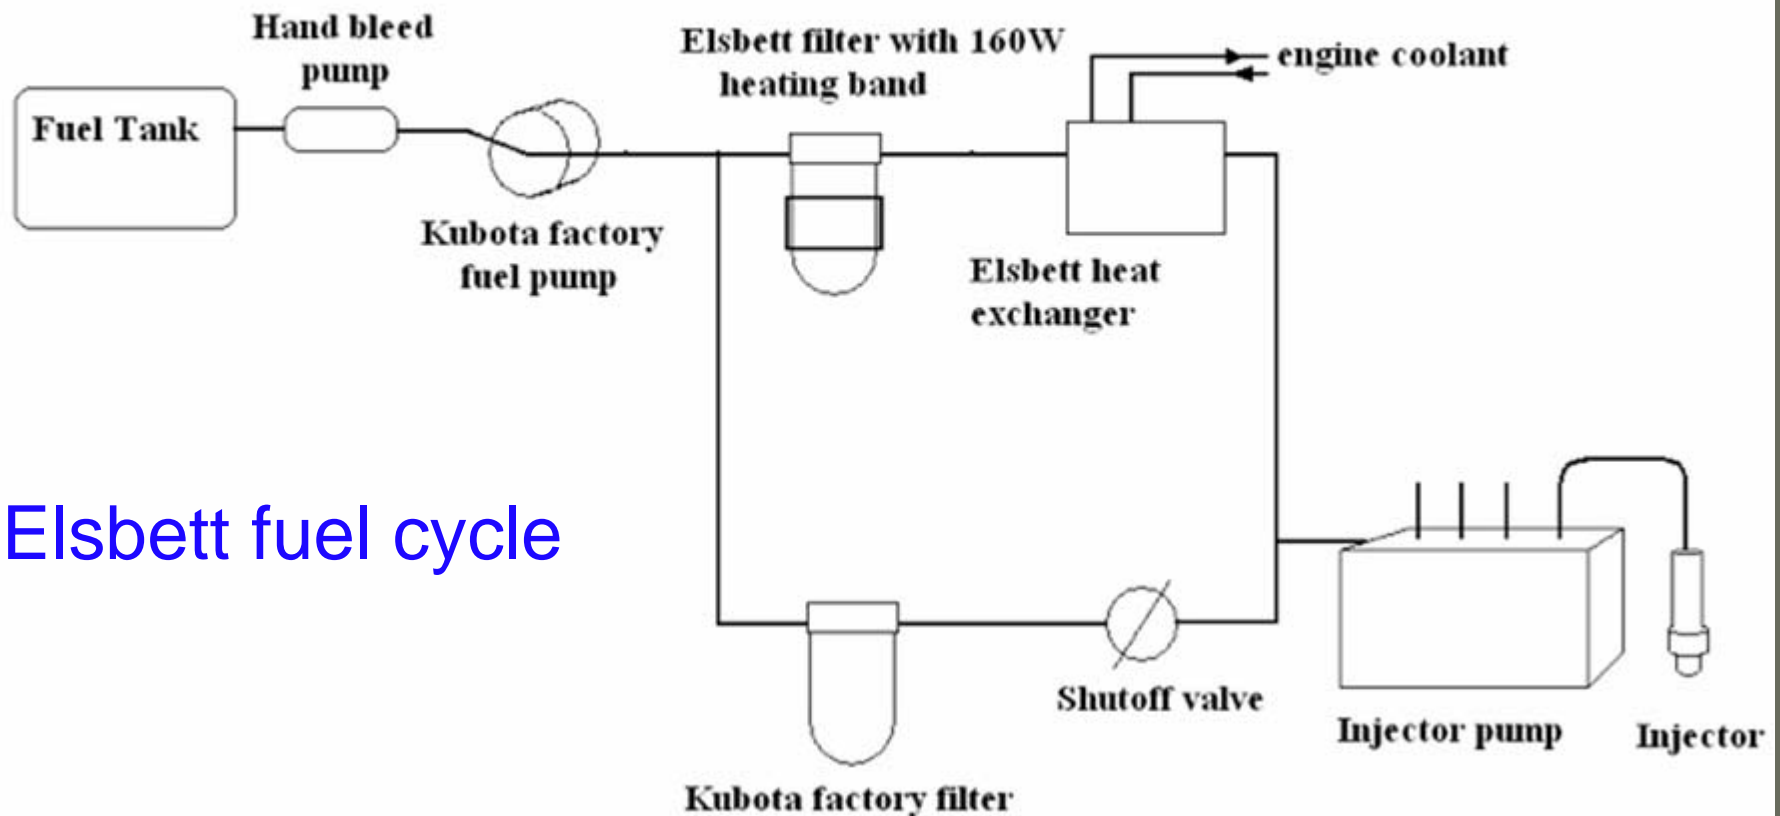 Hand bleed
pump
Elsbett filter with 160W
heating band
engine coolant
Fuel Tank
Kubota factory
fuel pump
Elsbett heat
exchanger
Elsbett fuel cycle
Shutoff valve
Injector pump
Injector
Kubota factory filter